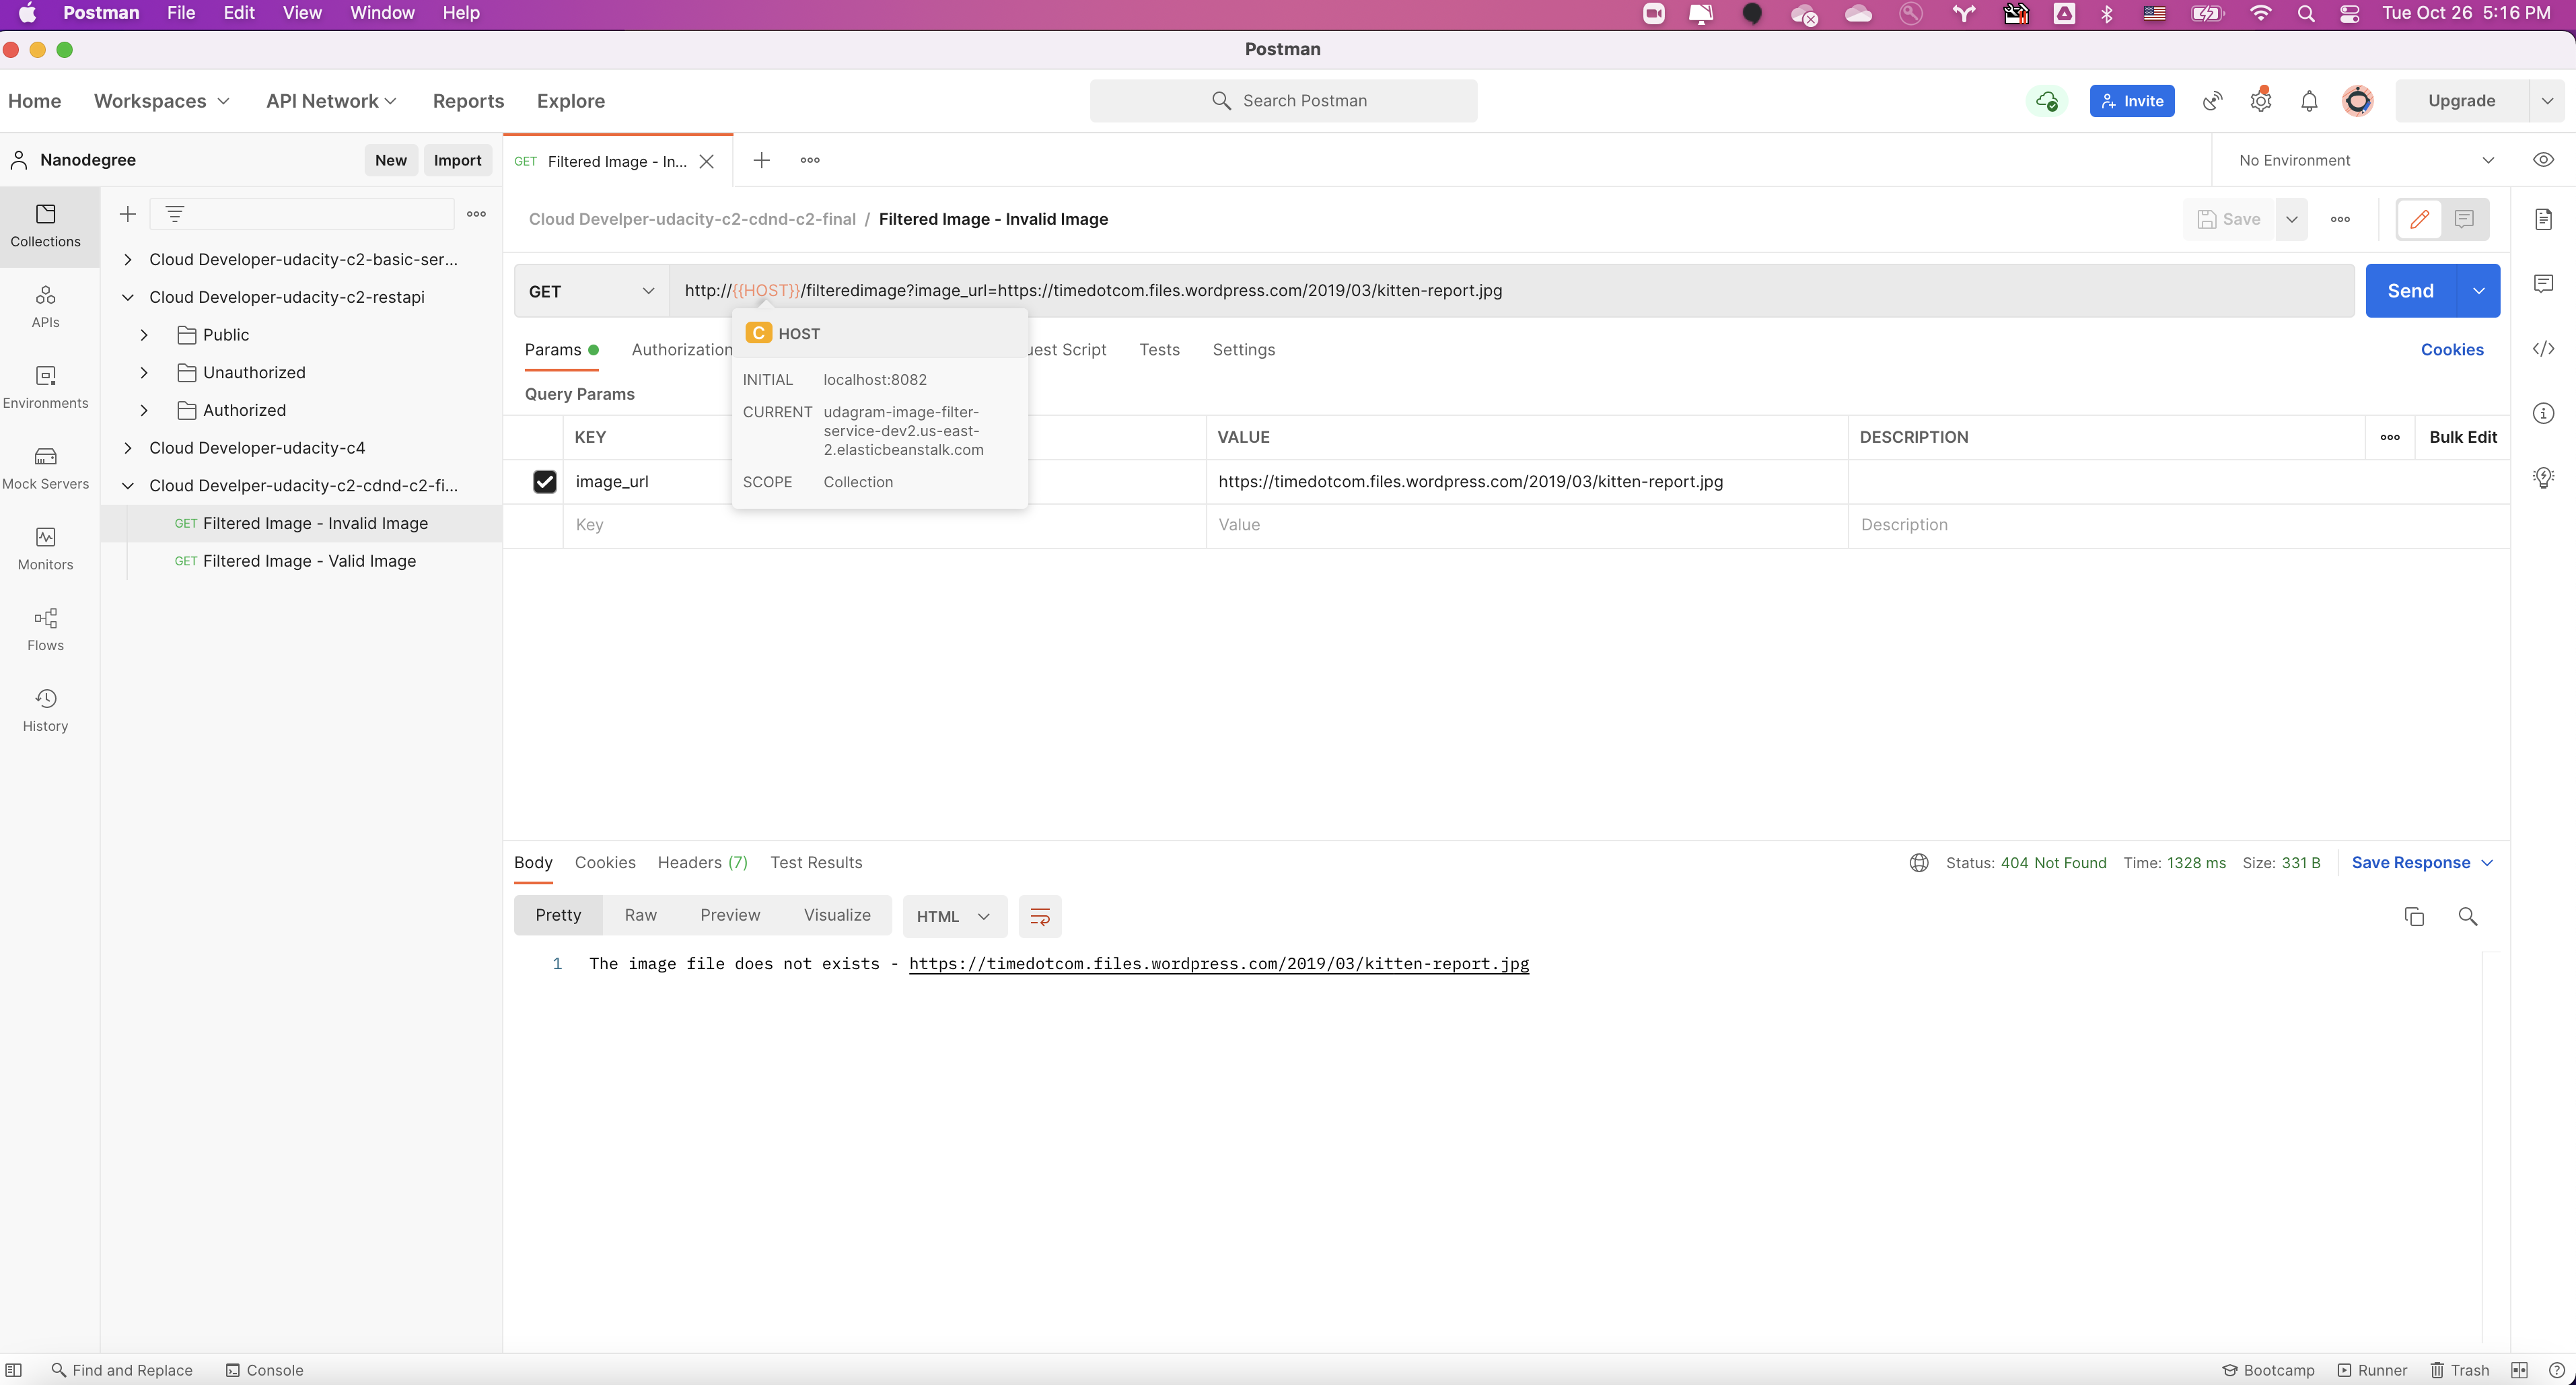 Postman File Edit View Window Help
Tue Oct 26 5:16 PM
Postman
Home Workspaces API Network Reports Explore
Search Postman
Invite
Upgrade
Nanodegree
New
Import
GET Filtered Image - In...
No Environment
Collections
APIs
Environments
Mock Servers
Monitors
Flows
History
Cloud Developer-udacity-c2-basic-ser...
Cloud Developer-udacity-c2-restapi
Public
Unauthorized
Authorized
Cloud Developer-udacity-c4
Cloud Develper-udacity-c2-cdnd-c2-fi...
GET Filtered Image - Invalid Image
GET Filtered Image - Valid Image
Cloud Develper-udacity-c2-cdnd-c2-final / Filtered Image - Invalid Image
Save
GET
http://{{HOST}}/filteredimage?image_url=https://timedotcom.files.wordpress.com/2019/03/kitten-report.jpg
Send
C HOST
INITIAL localhost:8082
CURRENT udagram-image-filter-
service-dev2.us-east-
2.elasticbeanstalk.com
SCOPE Collection
Params Authorization uest Script Tests Settings
Cookies
Query Params
KEY VALUE DESCRIPTION Bulk Edit
image_url https://timedotcom.files.wordpress.com/2019/03/kitten-report.jpg
Key Value Description
Body Cookies Headers (7) Test Results
Status: 404 Not Found Time: 1328 ms Size: 331 B Save Response
Pretty Raw Preview Visualize HTML
1 The image file does not exists - https://timedotcom.files.wordpress.com/2019/03/kitten-report.jpg
Find and Replace Console
Bootcamp Runner Trash